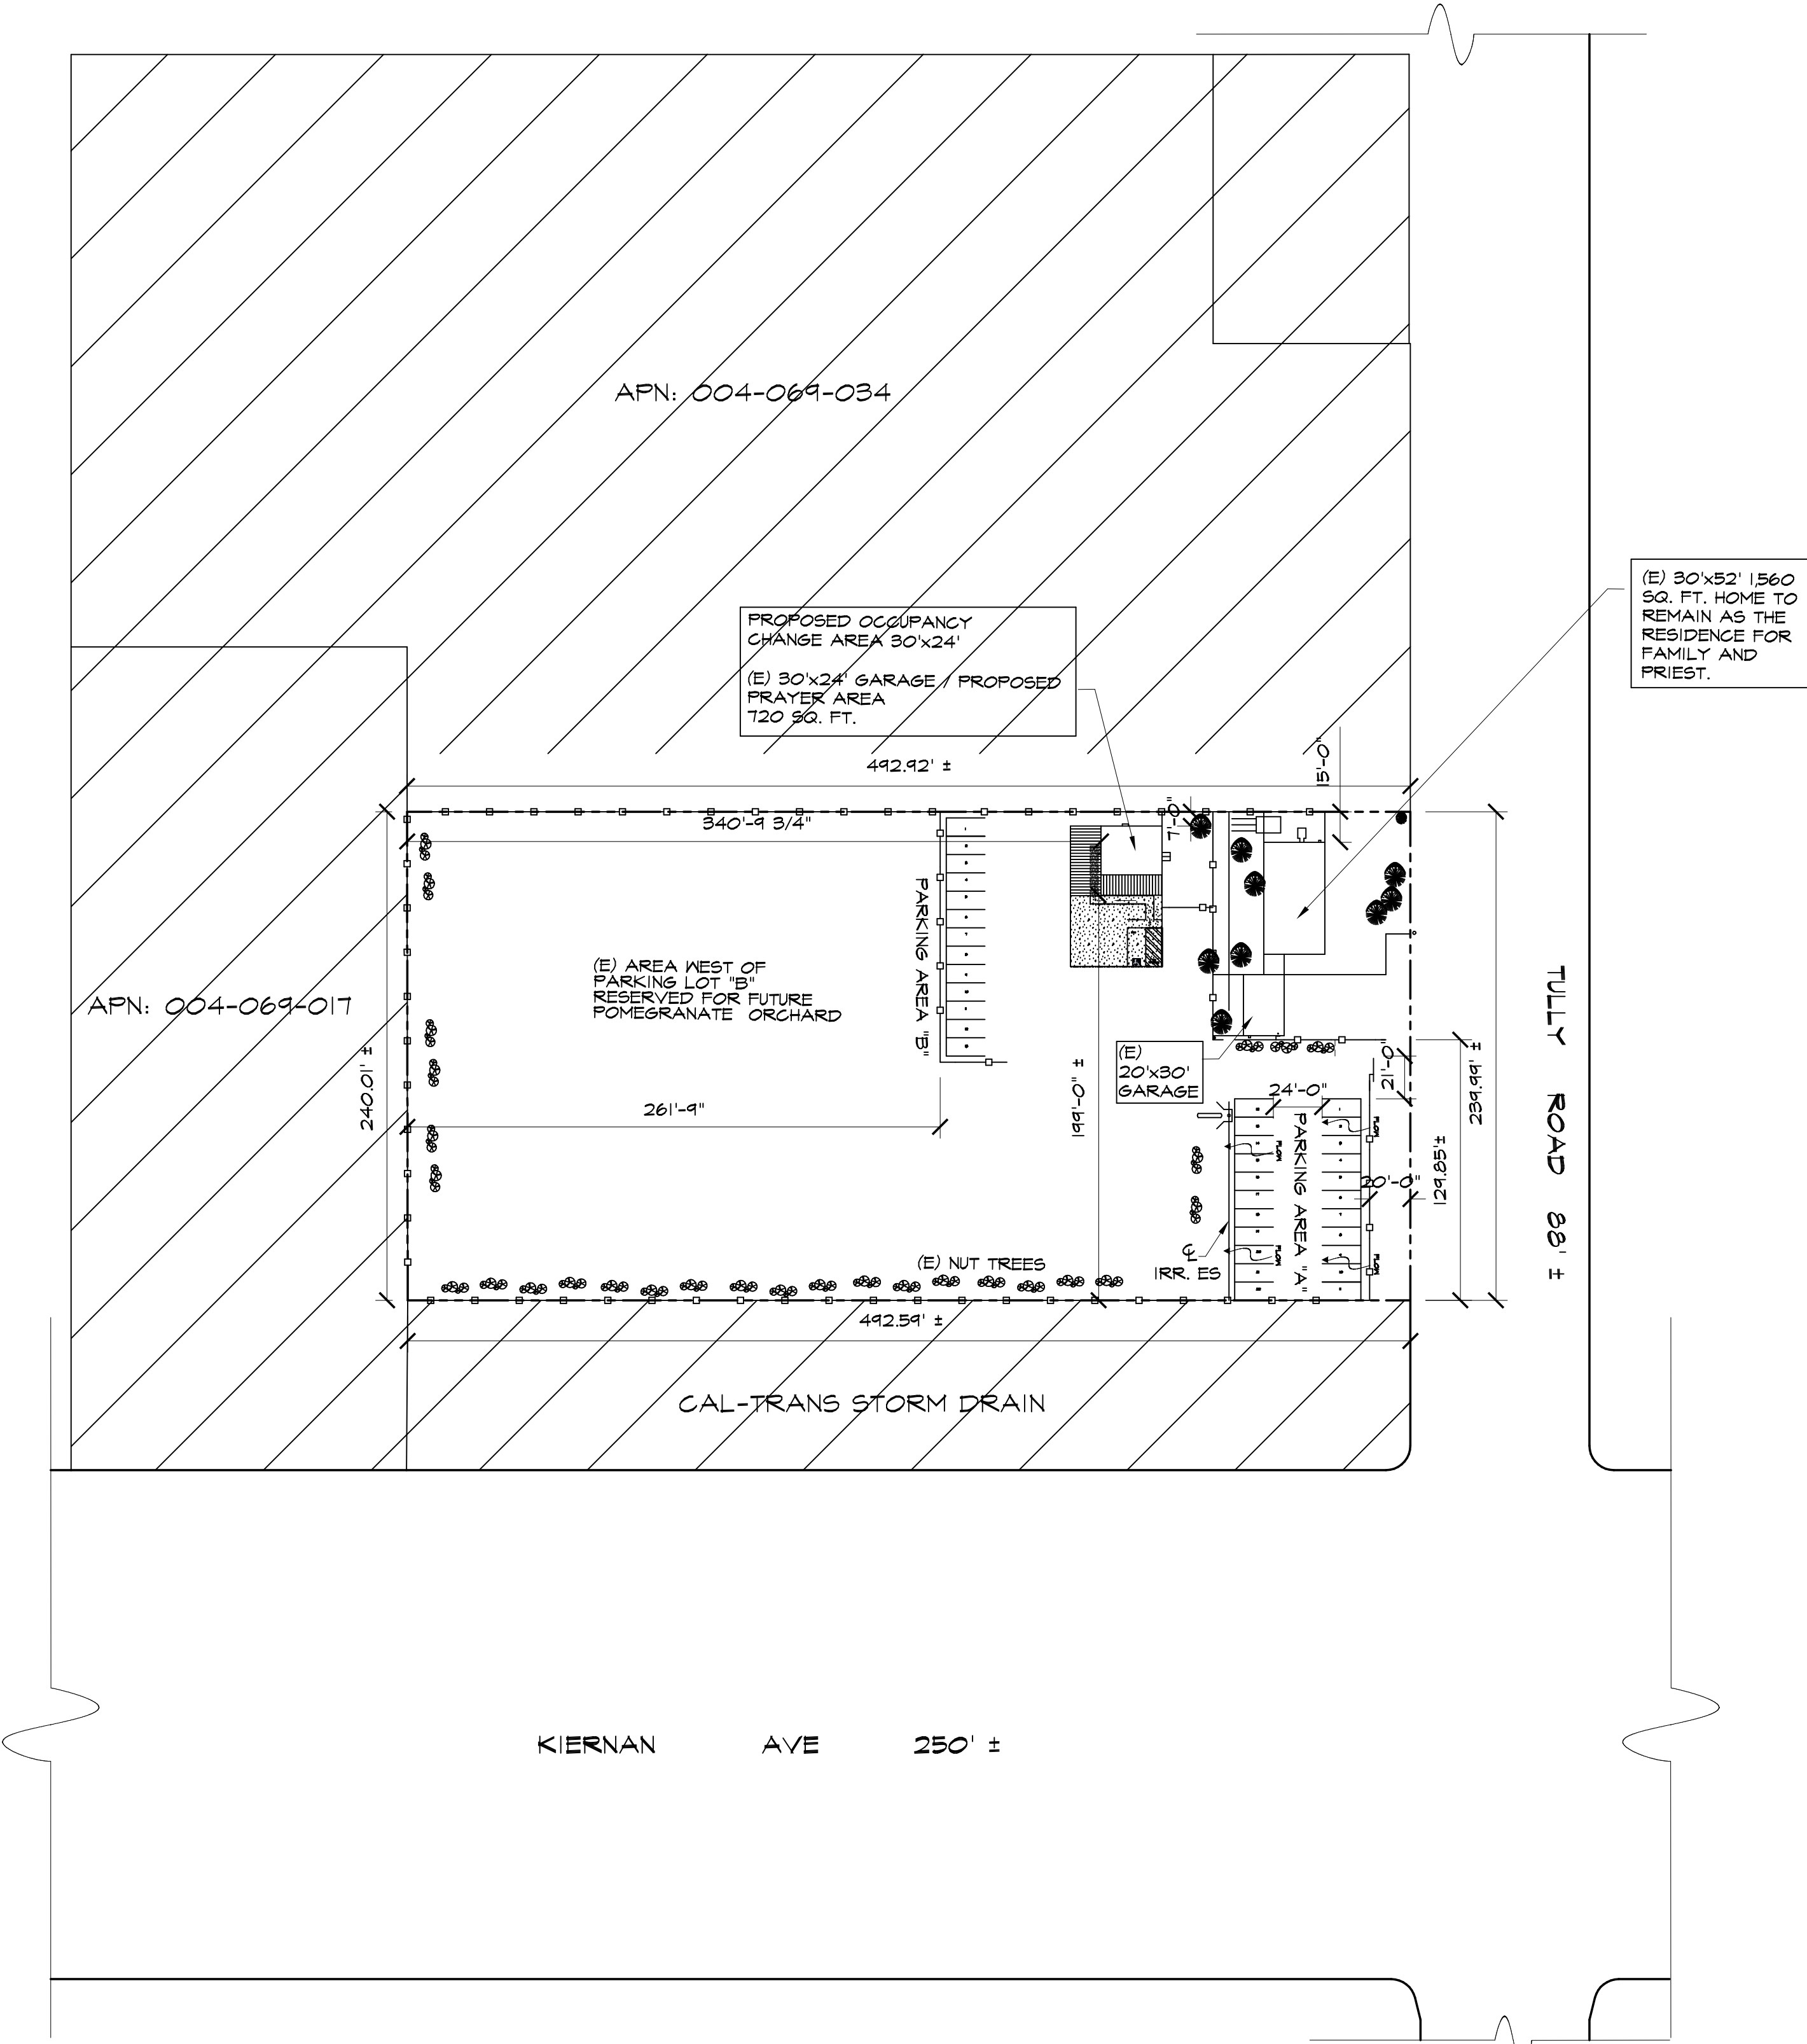 APN: 004-069-034
(E) 30'x52' 1,560
SQ. FT. HOME TO
REMAIN AS THE
RESIDENCE FOR
FAMILY AND
PRIEST.
PROPOSED OCCUPANCY
CHANGE AREA 30'x24'
(E) 30'x24' GARAGE / PROPOSED
PRAYER AREA
720 SQ. FT.
492.92' ±
15'-0"
340'-9 3/4"
7'-0"
PARKING AREA "B"
(E) AREA WEST OF
PARKING LOT "B"
RESERVED FOR FUTURE
POMEGRANATE ORCHARD
APN: 004-069-017
240.01' ±
261'-9"
199'-0" ±
(E)
20'x30'
GARAGE
24'-0"
21'-0"
239.99' ±
129.85'±
20'-0"
PARKING AREA "A"
FLOW
FLOW
FLOW
FLOW
TULLY ROAD 88' ±
(E) NUT TREES
℄
IRR. ES
492.59' ±
CAL-TRANS STORM DRAIN
KIERNAN AVE 250' ±